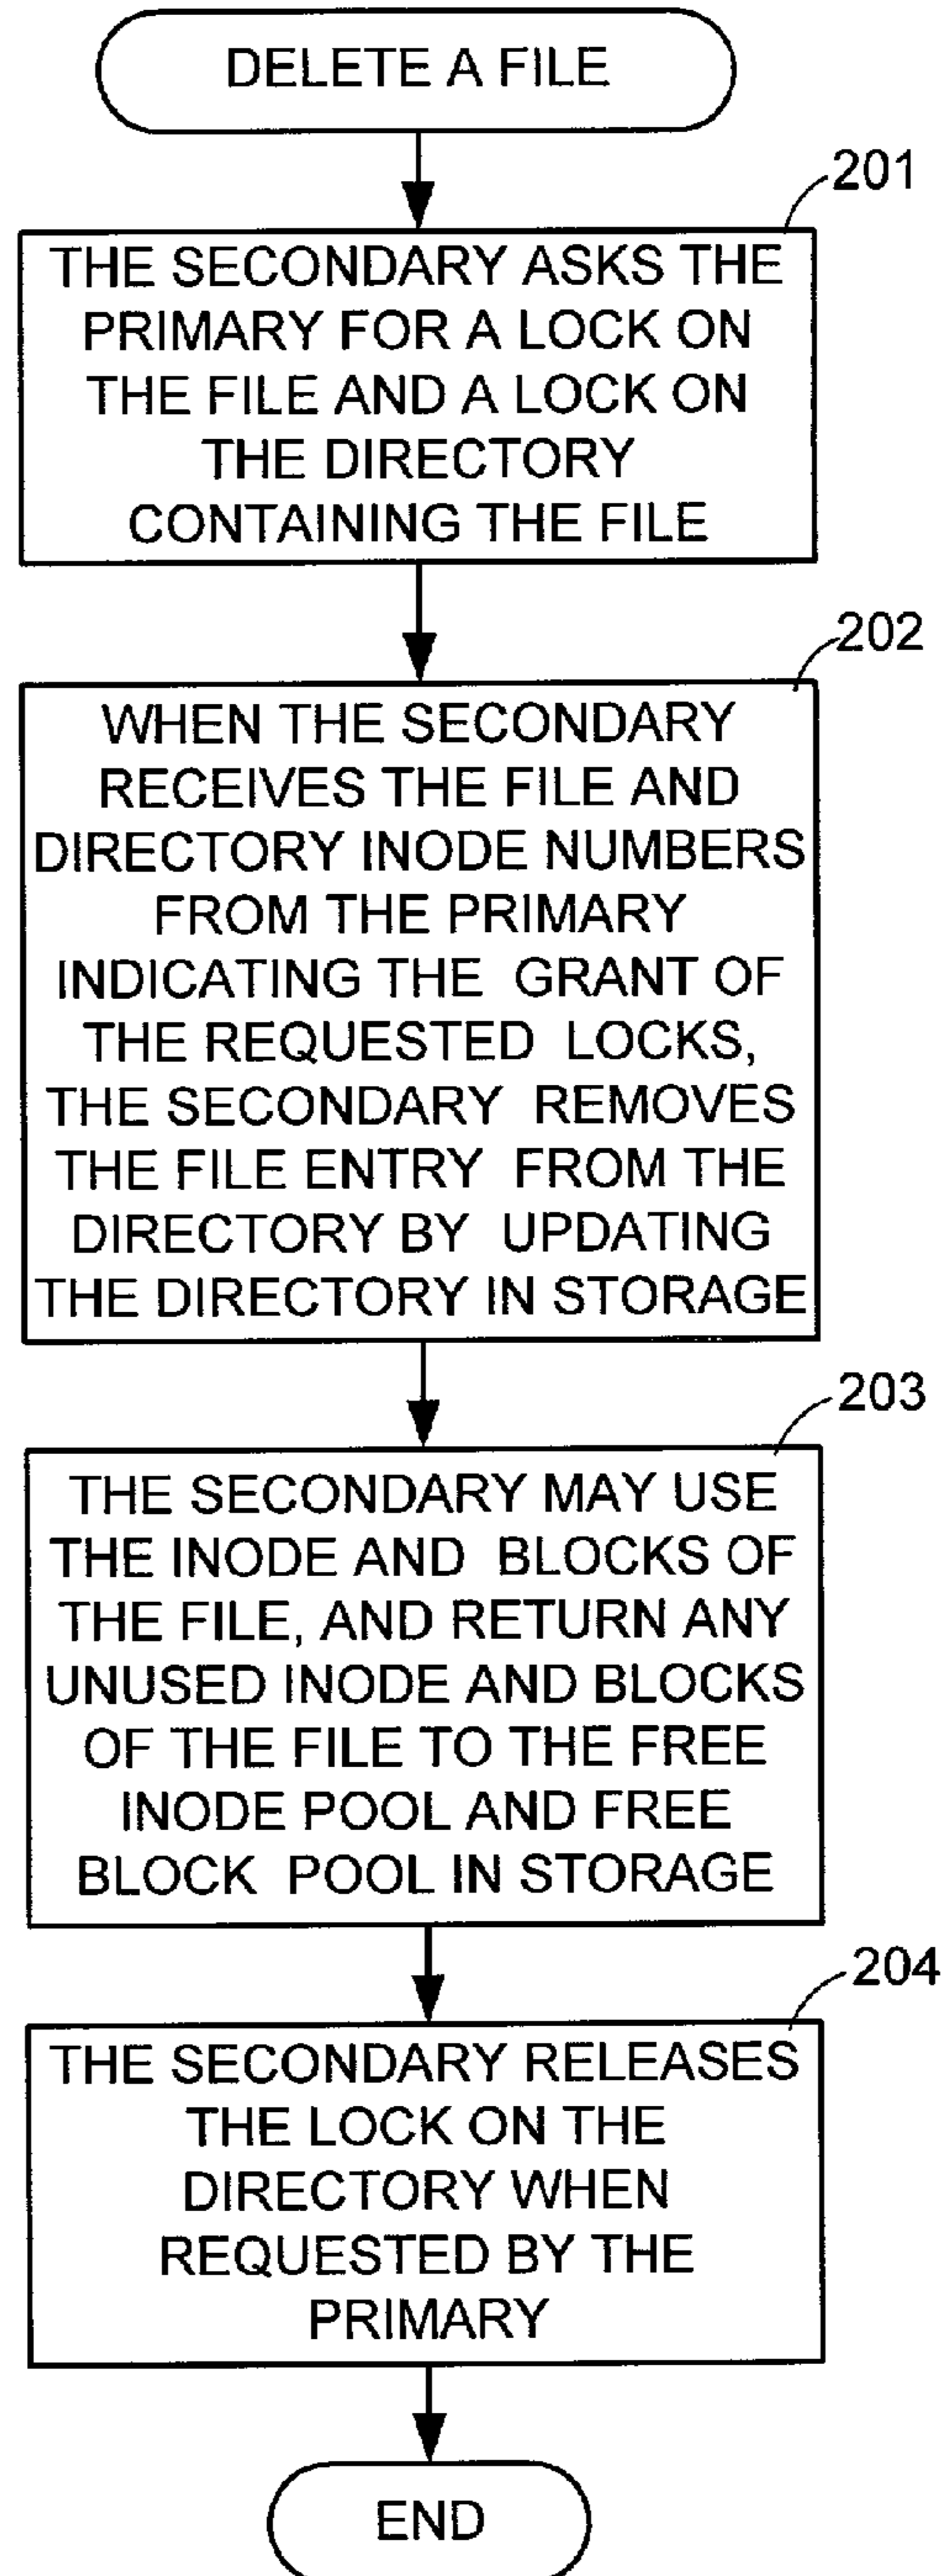 DELETE A FILE
201
THE SECONDARY ASKS THE
PRIMARY FOR A LOCK ON
THE FILE AND A LOCK ON
THE DIRECTORY
CONTAINING THE FILE
202
WHEN THE SECONDARY
RECEIVES THE FILE AND
DIRECTORY INODE NUMBERS
FROM THE PRIMARY
INDICATING THE GRANT OF
THE REQUESTED LOCKS,
THE SECONDARY REMOVES
THE FILE ENTRY FROM THE
DIRECTORY BY UPDATING
THE DIRECTORY IN STORAGE
203
THE SECONDARY MAY USE
THE INODE AND BLOCKS OF
THE FILE, AND RETURN ANY
UNUSED INODE AND BLOCKS
OF THE FILE TO THE FREE
INODE POOL AND FREE
BLOCK POOL IN STORAGE
204
THE SECONDARY RELEASES
THE LOCK ON THE
DIRECTORY WHEN
REQUESTED BY THE
PRIMARY
END